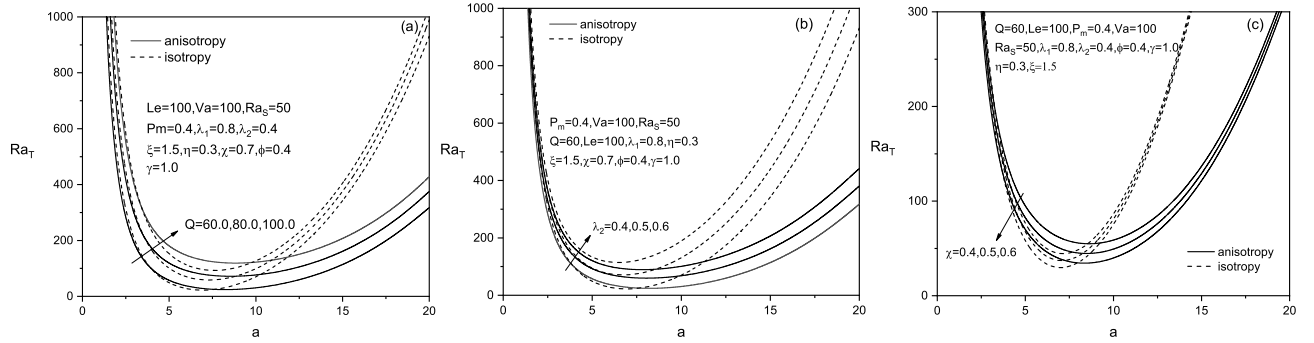 (a)
anisotropy
isotropy
Le=100,Va=100,Ra_S=50
Pm=0.4,λ_1=0.8,λ_2=0.4
ξ=1.5,η=0.3,χ=0.7,ϕ=0.4
γ=1.0
Q=60.0,80.0,100.0
Ra_T
1000
800
600
400
200
0
0
5
10
15
20
a
(b)
anisotropy
isotropy
P_m=0.4,Va=100,Ra_S=50
Q=60,Le=100,λ_1=0.8,η=0.3
ξ=1.5,χ=0.7,ϕ=0.4,γ=1.0
λ_2=0.4,0.5,0.6
Ra_T
1000
800
600
400
200
100
0
0
5
10
15
20
a
(c)
Q=60,Le=100,P_m=0.4,Va=100
Ra_S=50,λ_1=0.8,λ_2=0.4,ϕ=0.4,γ=1.0
η=0.3,ξ=1.5
χ=0.4,0.5,0.6
anisotropy
isotropy
Ra_T
300
200
100
50
0
0
5
10
15
20
a